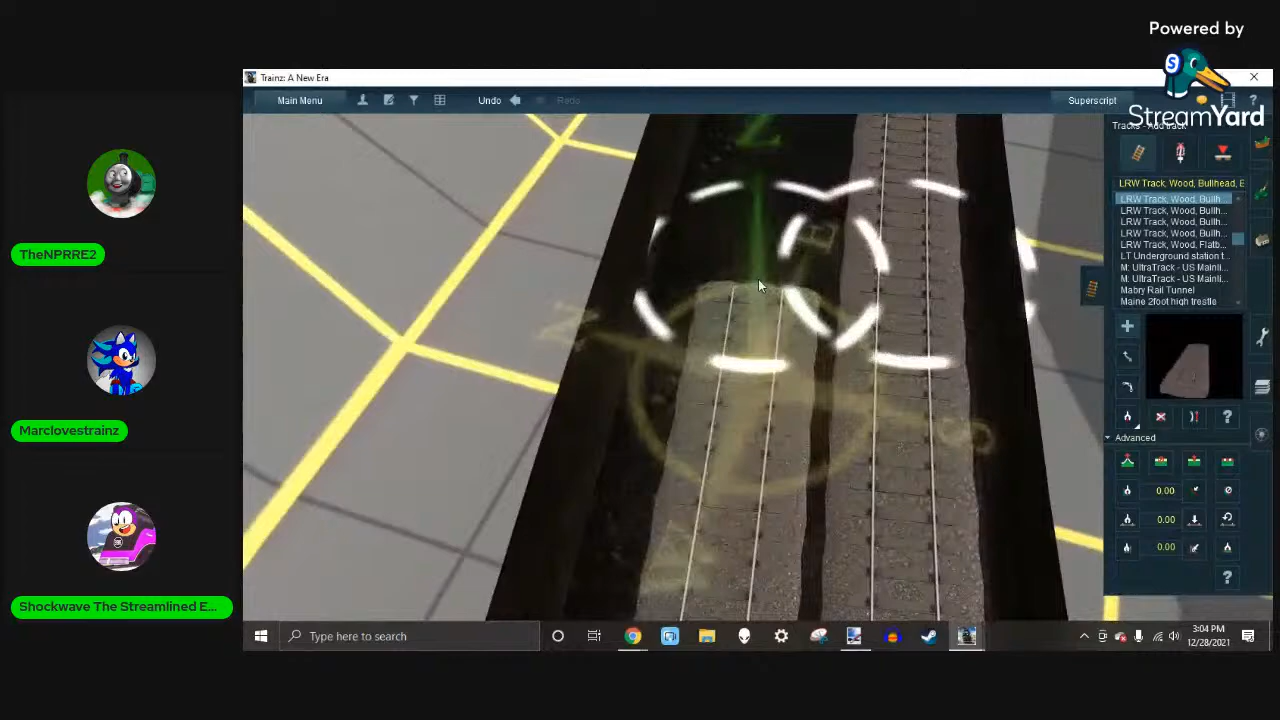 Powered by
StreamYard
Trainz: A New Era
Main Menu
Undo
Redo
Superscript
?
Tracks - Add track
LRW Track, Wood, Bullhead, E
LRW Track, Wood, Bullh...
LRW Track, Wood, Bullh...
LRW Track, Wood, Bullh...
LRW Track, Wood, Bullh...
LRW Track, Wood, Flatb...
LT Underground station t...
M: UltraTrack - US Mainli...
M: UltraTrack - US Mainli...
Mabry Rail Tunnel
Maine 2foot high trestle
?
Advanced
0.00
0.00
0.00
?
TheNPRRE2
Marclovestrainz
Shockwave The Streamlined E...
Z
E
N
S
Type here to search
3:04 PM
12/28/2021